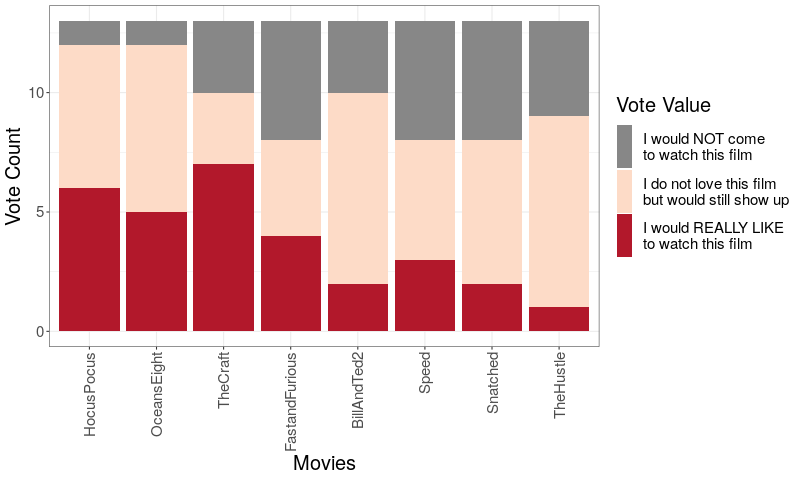 Vote Count
10
5
0
HocusPocus
OceansEight
TheCraft
FastandFurious
BillAndTed2
Speed
Snatched
TheHustle
Movies
Vote Value
I would NOT come
to watch this film
I do not love this film
but would still show up
I would REALLY LIKE
to watch this film